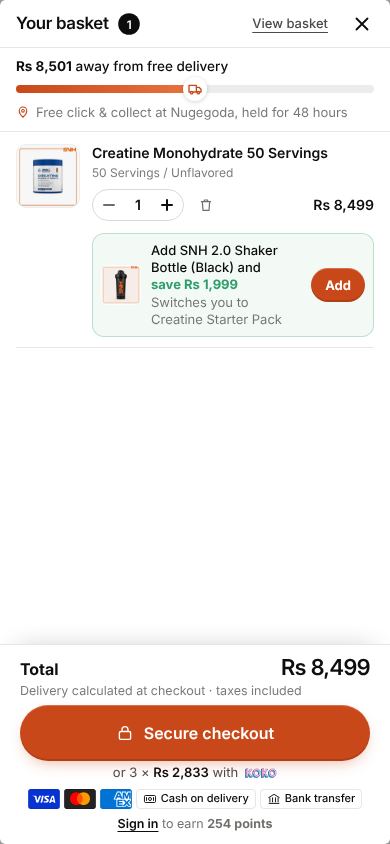 Your basket 1 View basket
Rs 8,501 away from free delivery
Free click & collect at Nugegoda, held for 48 hours
SNH
CREATINE
Creatine Monohydrate 50 Servings
50 Servings / Unflavored
1 Rs 8,499
Add SNH 2.0 Shaker
Bottle (Black) and
save Rs 1,999
Switches you to
Creatine Starter Pack
Add
Total Rs 8,499
Delivery calculated at checkout · taxes included
Secure checkout
or 3 × Rs 2,833 with KOKO
VISA AMEX Cash on delivery Bank transfer
Sign in to earn 254 points